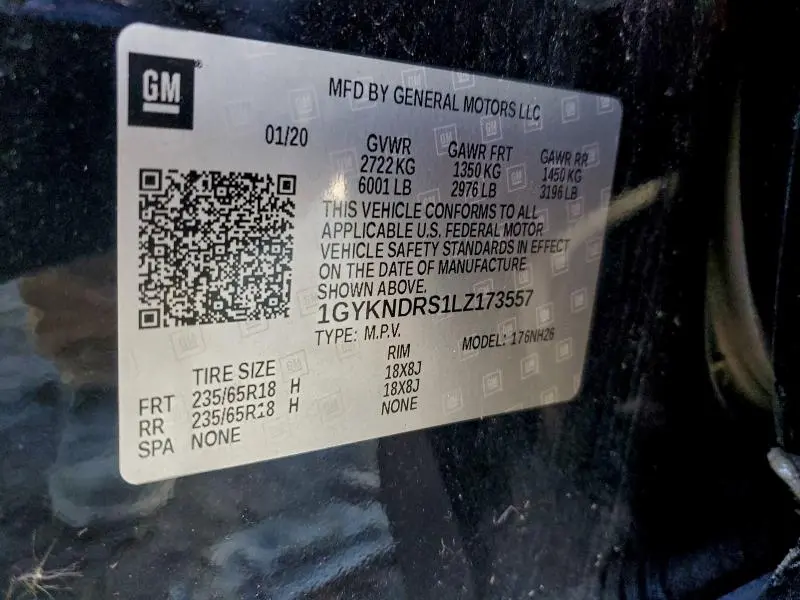 GM
MFD BY GENERAL MOTORS LLC
01/20
GVWR GAWR FRT GAWR RR
2722 KG 1350 KG 1450 KG
6001 LB 2976 LB 3196 LB
THIS VEHICLE CONFORMS TO ALL
APPLICABLE U.S. FEDERAL MOTOR
VEHICLE SAFETY STANDARDS IN EFFECT
ON THE DATE OF MANUFACTURE
SHOWN ABOVE.
1GYKNDRS1LZ173557
TYPE: M.P.V. MODEL: 176NH26
TIRE SIZE RIM
FRT 235/65R18 H 18X8J
RR 235/65R18 H 18X8J
SPA NONE NONE